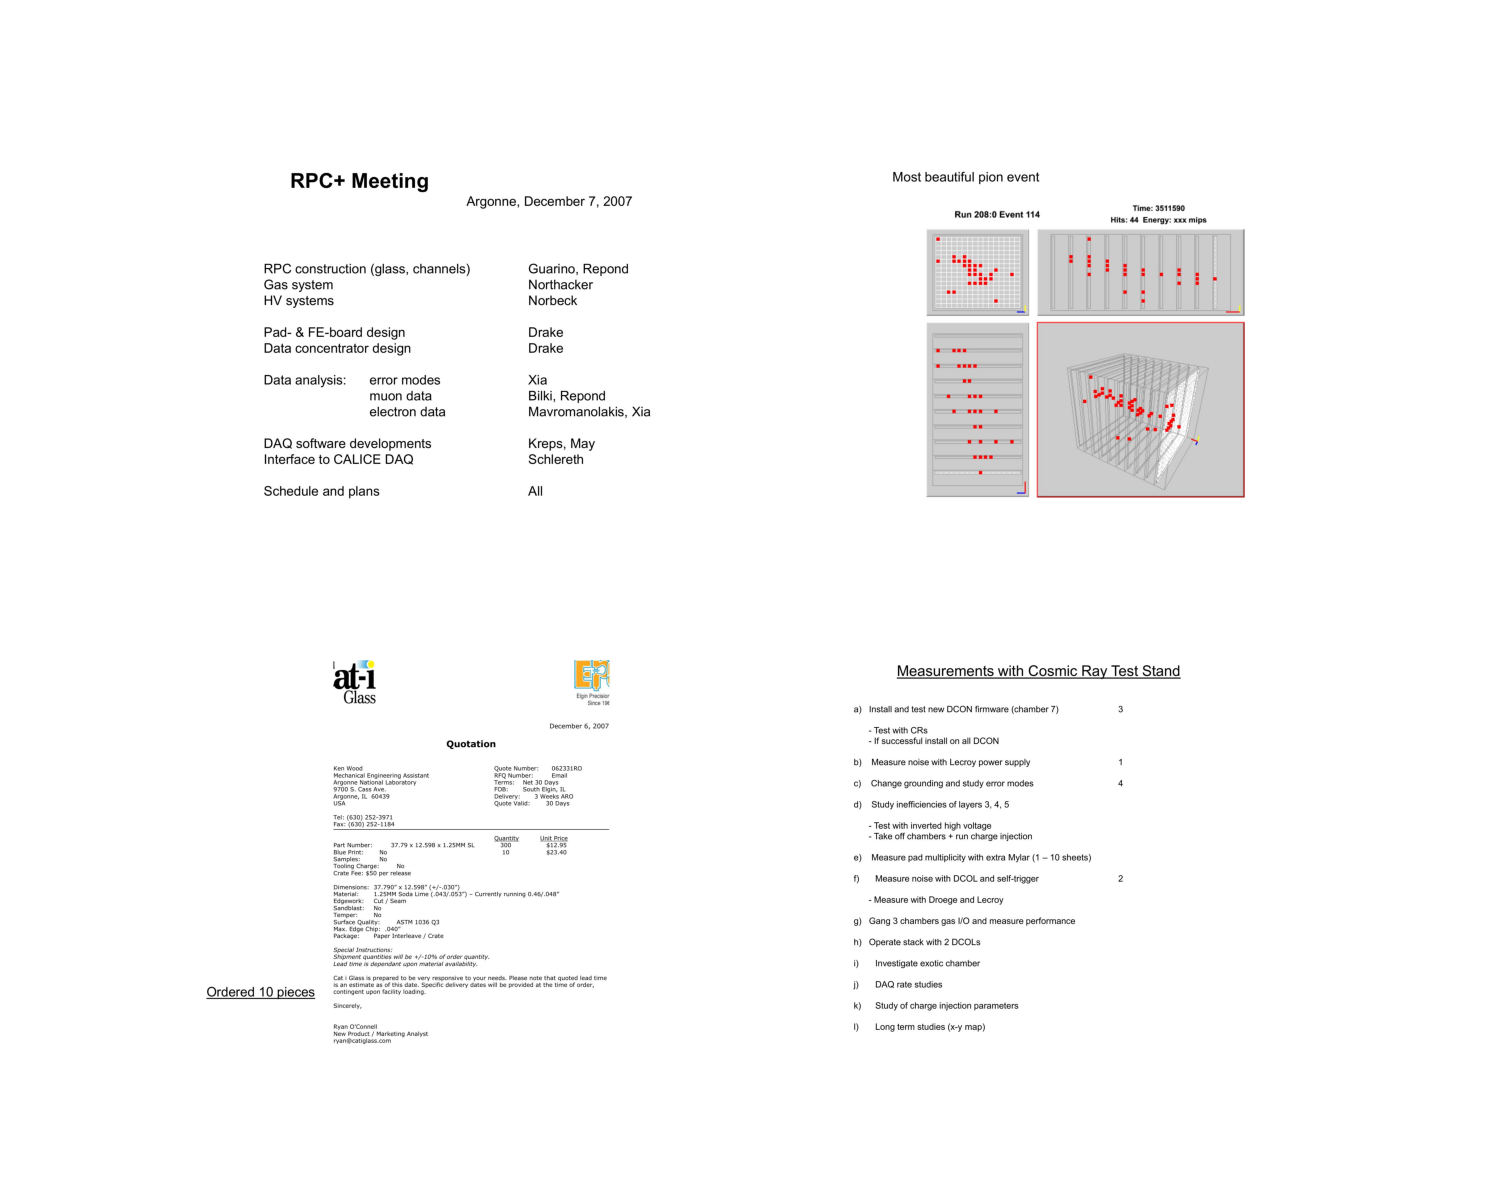 RPC+ Meeting
Argonne, December 7, 2007
RPC construction (glass, channels) Guarino, Repond
Gas system Northacker
HV systems Norbeck
Pad- & FE-board design Drake
Data concentrator design Drake
Data analysis: error modes Xia
muon data Bilki, Repond
electron data Mavromanolakis, Xia
DAQ software developments Kreps, May
Interface to CALICE DAQ Schlereth
Schedule and plans All
Most beautiful pion event
Run 208:0 Event 114
Time: 3511590
Hits: 44 Energy: xxx mips
at-i
Glass
Elgin Precision
Since 196
December 6, 2007
Quotation
Ken Wood Quote Number: 062331RO
Mechanical Engineering Assistant RFQ Number: Email
Argonne National Laboratory Terms: Net 30 Days
9700 S. Cass Ave. FOB: South Elgin, IL
Argonne, IL 60439 Delivery: 3 Weeks ARO
USA Quote Valid: 30 Days
Tel: (630) 252-3971
Fax: (630) 252-1184
Quantity Unit Price
Part Number: 37.79 x 12.598 x 1.25MM SL 300 $12.95
Blue Print: No 10 $23.40
Samples: No
Tooling Charge: No
Crate Fee: $50 per release
Dimensions: 37.790" x 12.598" (+/-.030")
Material: 1.25MM Soda Lime (.043/.053") – Currently running 0.46/.048"
Edgework: Cut / Seam
Sandblast: No
Temper: No
Surface Quality: ASTM 1036 Q3
Max. Edge Chip: .040"
Package: Paper Interleave / Crate
Special Instructions:
Shipment quantities will be +/-10% of order quantity.
Lead time is dependant upon material availability.
Cat i Glass is prepared to be very responsive to your needs. Please note that quoted lead time
is an estimate as of this date. Specific delivery dates will be provided at the time of order,
contingent upon facility loading.
Sincerely,
Ryan O'Connell
New Product / Marketing Analyst
ryan@catiglass.com
Ordered 10 pieces
Measurements with Cosmic Ray Test Stand
a) Install and test new DCON firmware (chamber 7) 3
- Test with CRs
- If successful install on all DCON
b) Measure noise with Lecroy power supply 1
c) Change grounding and study error modes 4
d) Study inefficiencies of layers 3, 4, 5
- Test with inverted high voltage
- Take off chambers + run charge injection
e) Measure pad multiplicity with extra Mylar (1 – 10 sheets)
f) Measure noise with DCOL and self-trigger 2
- Measure with Droege and Lecroy
g) Gang 3 chambers gas I/O and measure performance
h) Operate stack with 2 DCOLs
i) Investigate exotic chamber
j) DAQ rate studies
k) Study of charge injection parameters
l) Long term studies (x-y map)